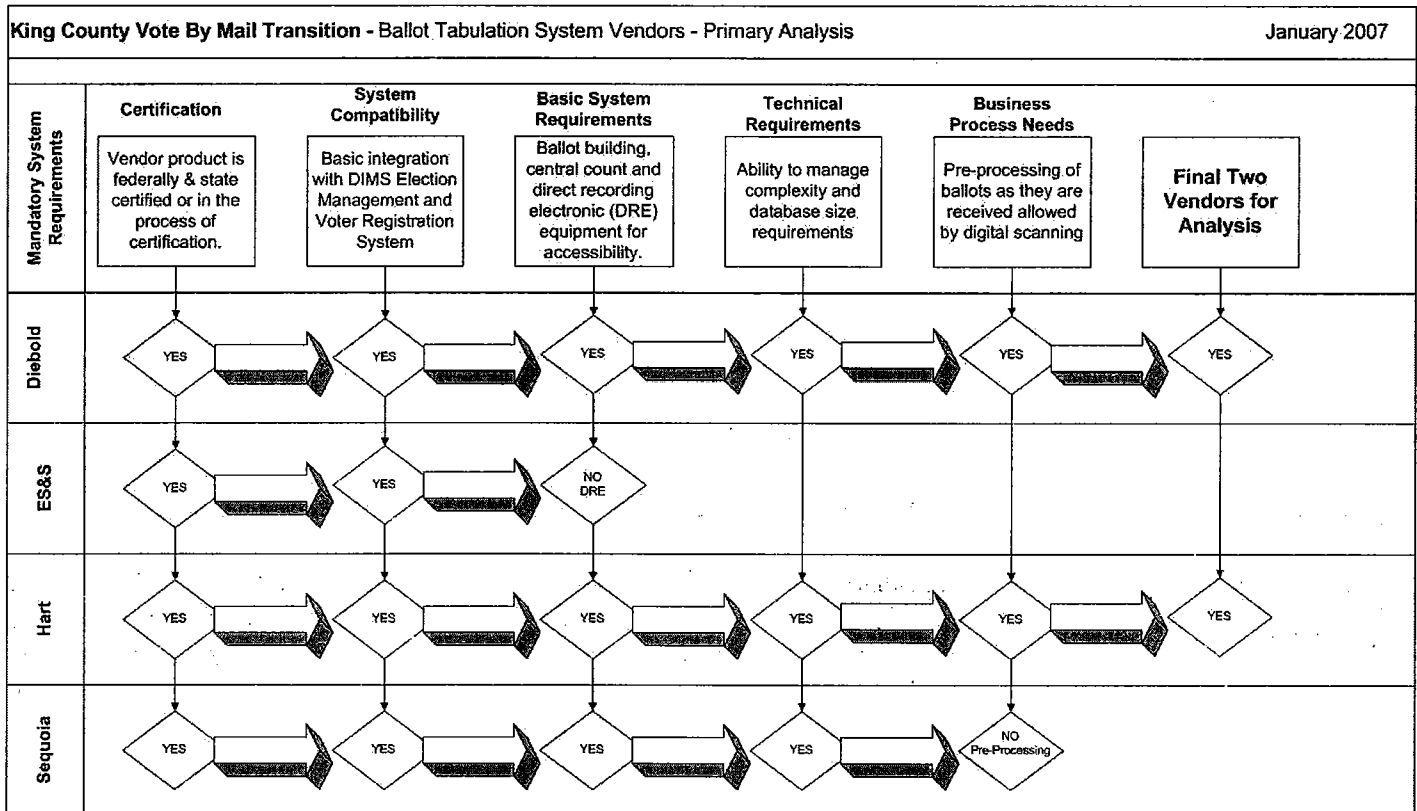 King County Vote By Mail Transition - Ballot Tabulation System Vendors - Primary Analysis January 2007
Mandatory System
Requirements
Certification
Vendor product is
federally & state
certified or in the
process of
certification.
System
Compatibility
Basic integration
with DIMS Election
Management and
Voter Registration
System
Basic System
Requirements
Ballot building,
central count and
direct recording
electronic (DRE)
equipment for
accessibility.
Technical
Requirements
Ability to manage
complexity and
database size
requirements
Business
Process Needs
Pre-processing of
ballots as they are
received allowed
by digital scanning
Final Two
Vendors for
Analysis
Diebold
YES
YES
YES
YES
YES
YES
ES&S
YES
YES
NO
DRE
Hart
YES
YES
YES
YES
YES
YES
Sequoia
YES
YES
YES
YES
NO
Pre-Processing